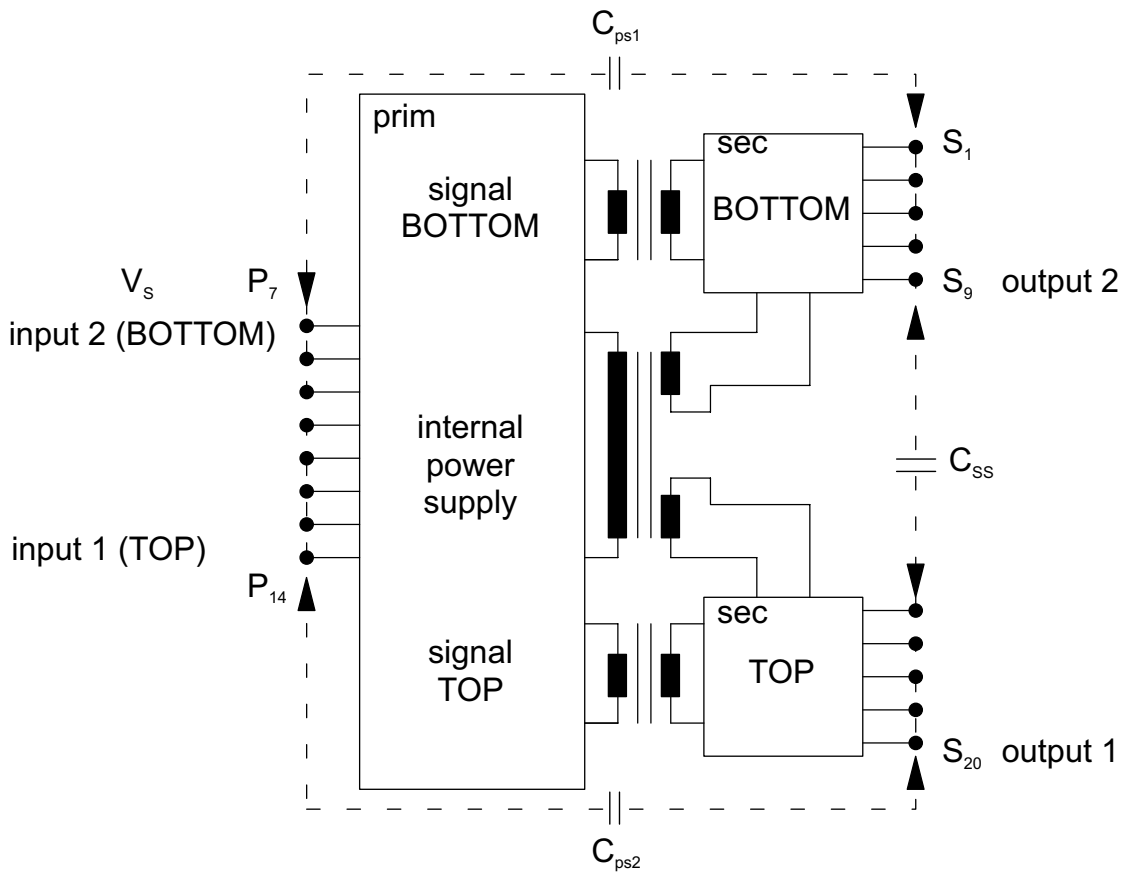 C_ps1
prim
sec
S_1
signal
BOTTOM
BOTTOM
V_S
P_7
S_9 output 2
input 2 (BOTTOM)
internal
power
supply
C_SS
input 1 (TOP)
P_14
sec
signal
TOP
TOP
S_20 output 1
C_ps2